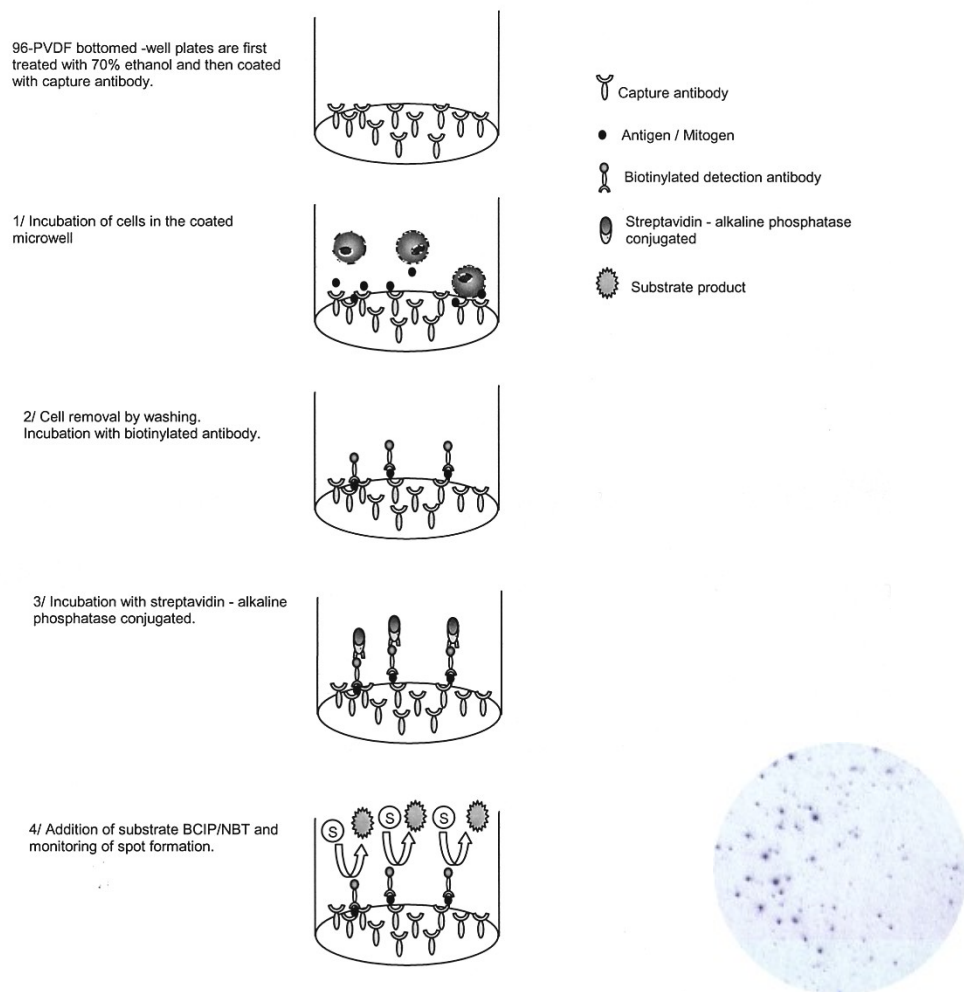 96-PVDF bottomed -well plates are first
treated with 70% ethanol and then coated
with capture antibody.
Capture antibody
Antigen / Mitogen
Biotinylated detection antibody
Streptavidin - alkaline phosphatase
conjugated
Substrate product
1/ Incubation of cells in the coated
microwell
2/ Cell removal by washing.
Incubation with biotinylated antibody.
3/ Incubation with streptavidin - alkaline
phosphatase conjugated.
4/ Addition of substrate BCIP/NBT and
monitoring of spot formation.
S
S
S